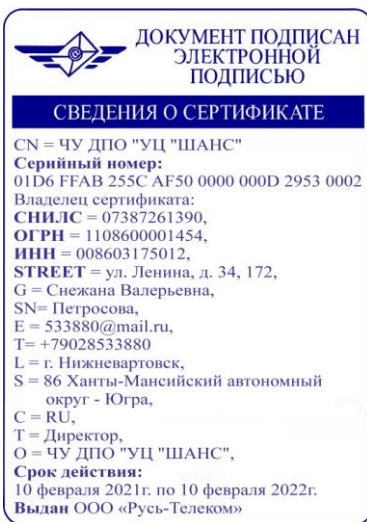 ДОКУМЕНТ ПОДПИСАН
ЭЛЕКТРОННОЙ
ПОДПИСЬЮ
СВЕДЕНИЯ О СЕРТИФИКАТЕ
CN = ЧУ ДПО "УЦ "ШАНС"
Серийный номер:
01D6 FFAB 255C AF50 0000 000D 2953 0002
Владелец сертификата:
СНИЛС = 07387261390,
ОГРН = 1108600001454,
ИНН = 008603175012,
STREET = ул. Ленина, д. 34, 172,
G = Снежана Валерьевна,
SN= Петросова,
E = 533880@mail.ru,
T= +79028533880
L = г. Нижневартовск,
S = 86 Ханты-Мансийский автономный
округ - Югра,
C = RU,
T = Директор,
O = ЧУ ДПО "УЦ "ШАНС",
Срок действия:
10 февраля 2021г. по 10 февраля 2022г.
Выдан ООО «Русь-Телеком»